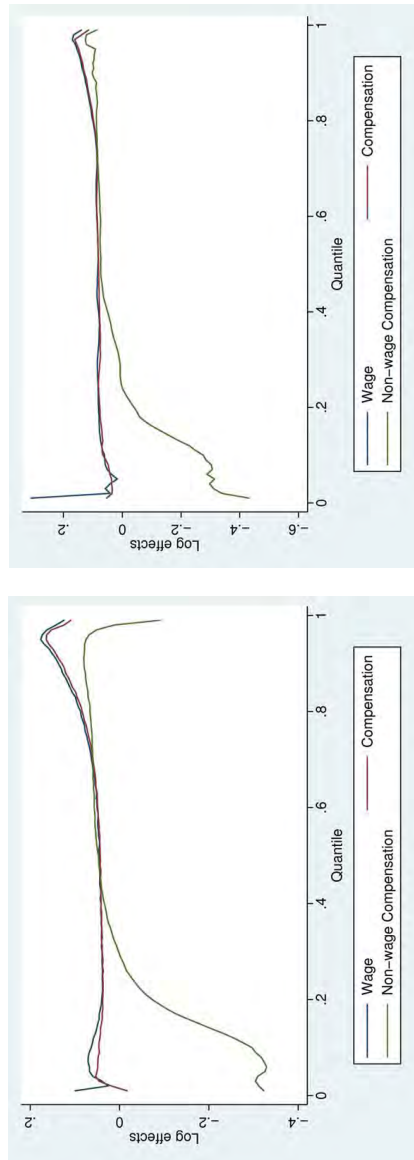 Log effects
.2
0
-.2
-.4
0
.2
.4
.6
.8
1
Quantile
Wage
Compensation
Non-wage Compensation
Log effects
.2
0
-.2
-.4
-.6
0
.2
.4
.6
.8
1
Quantile
Wage
Compensation
Non-wage Compensation